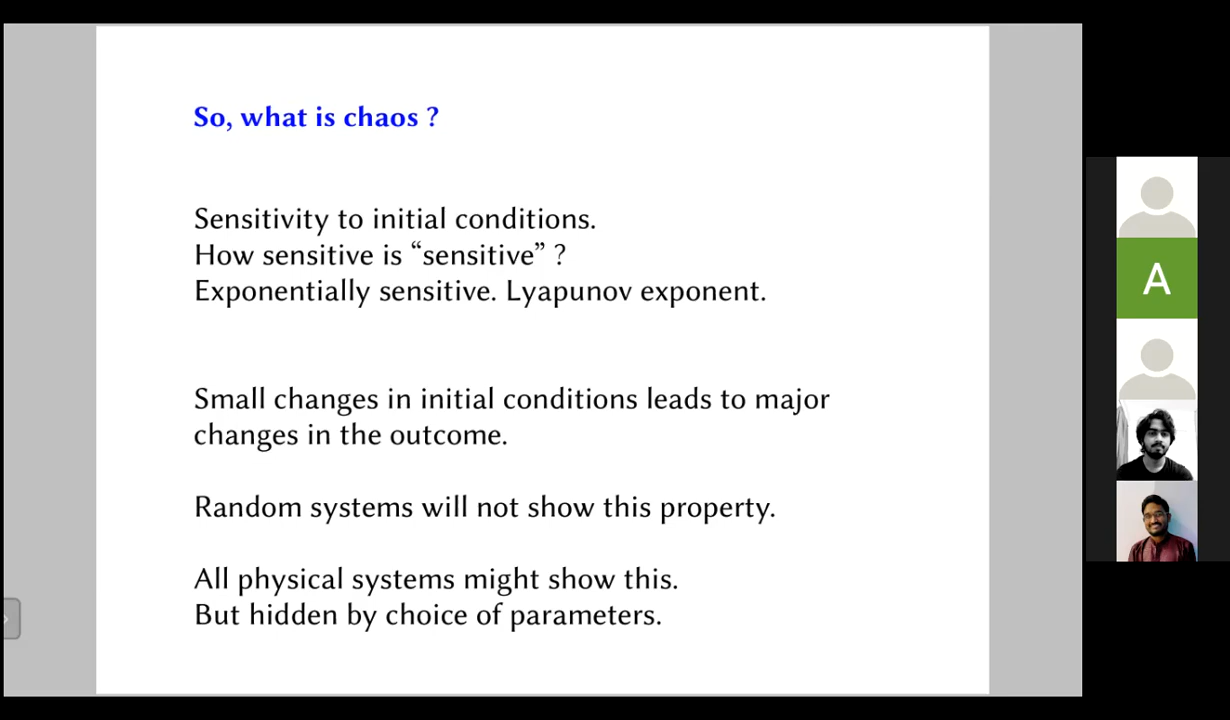 So, what is chaos ?
Sensitivity to initial conditions.
How sensitive is “sensitive” ?
Exponentially sensitive. Lyapunov exponent.
Small changes in initial conditions leads to major
changes in the outcome.
Random systems will not show this property.
All physical systems might show this.
But hidden by choice of parameters.
A